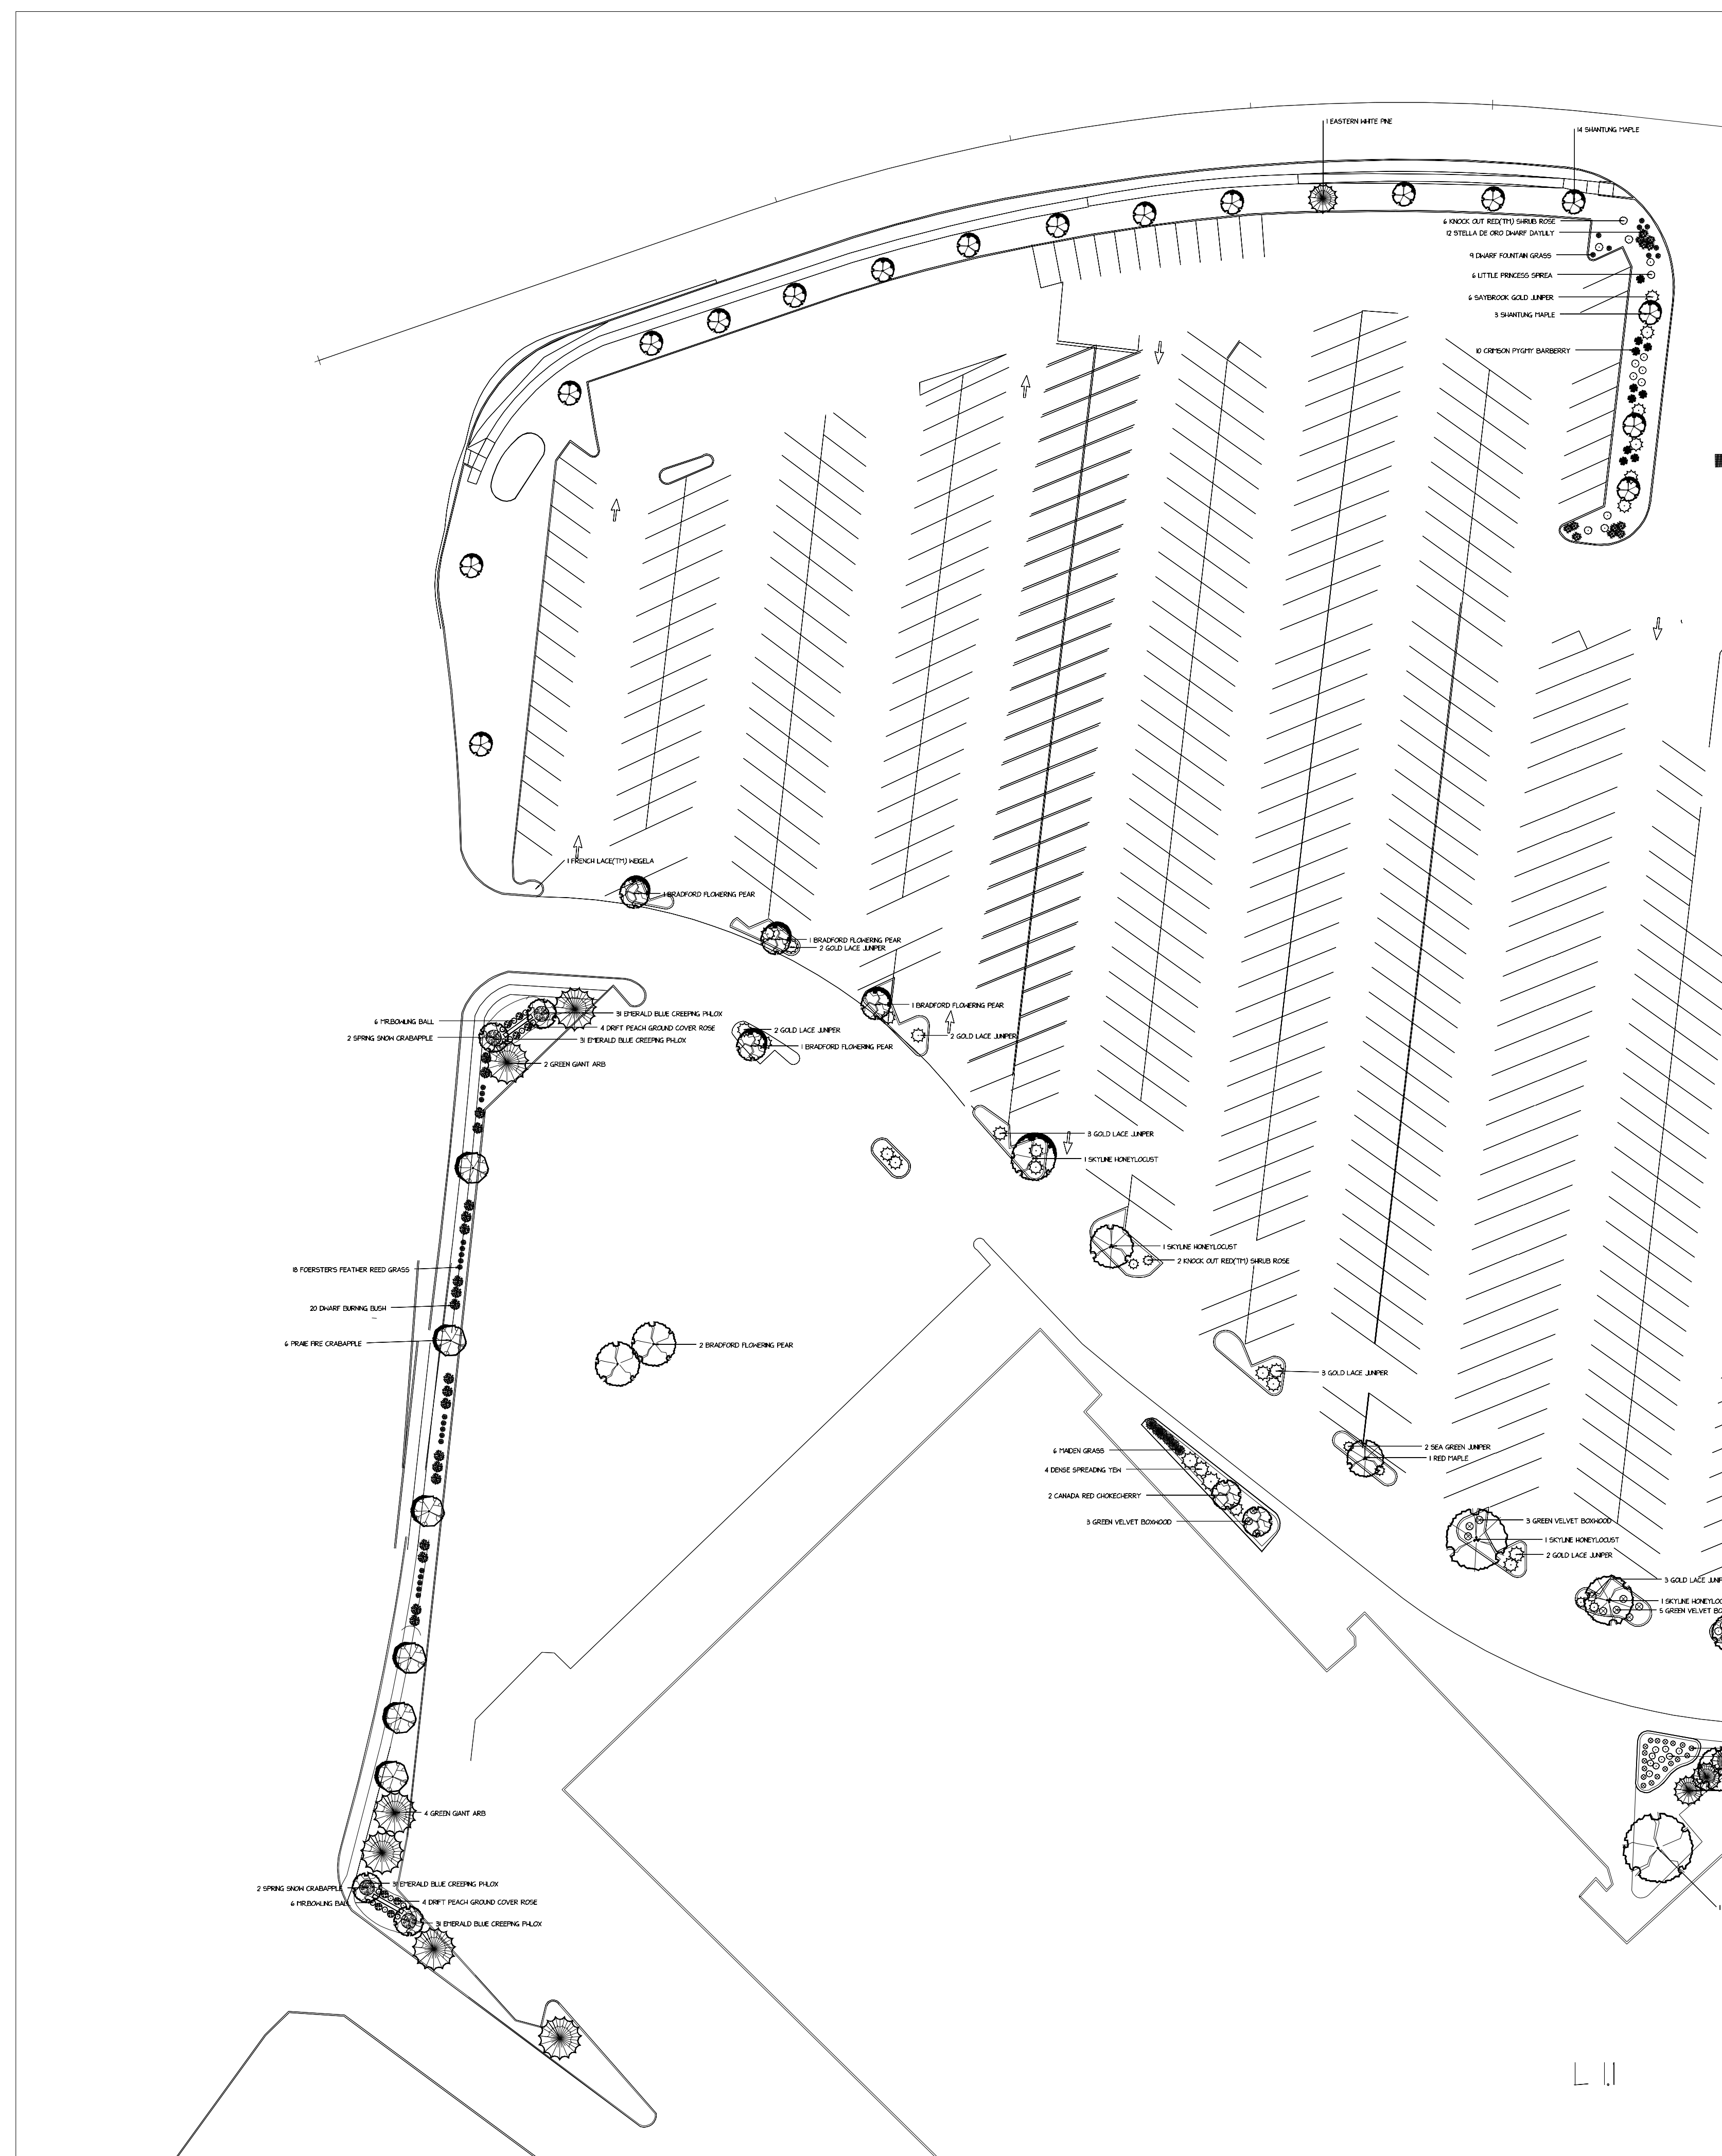 1 EASTERN WHITE PINE
14 SHANTUNG MAPLE
6 KNOCK OUT RED(TM) SHRUB ROSE
12 STELLA DE ORO DWARF DAYLILY
9 DWARF FOUNTAIN GRASS
6 LITTLE PRINCESS SPIREA
6 SAYBROOK GOLD JUNIPER
3 SHANTUNG MAPLE
10 CRIMSON PYGMY BARBERRY
1 FRENCH LACE(TM) WEIGELA
1 BRADFORD FLOWERING PEAR
1 BRADFORD FLOWERING PEAR
2 GOLD LACE JUNIPER
1 BRADFORD FLOWERING PEAR
2 GOLD LACE JUNIPER
2 GOLD LACE JUNIPER
1 BRADFORD FLOWERING PEAR
31 EMERALD BLUE CREEPING PHLOX
6 MR.BOWLING BALL
4 DRIFT PEACH GROUND COVER ROSE
2 SPRING SNOW CRABAPPLE
31 EMERALD BLUE CREEPING PHLOX
2 GREEN GIANT ARB
3 GOLD LACE JUNIPER
1 SKYLINE HONEYLOCUST
1 SKYLINE HONEYLOCUST
2 KNOCK OUT RED(TM) SHRUB ROSE
18 FOERSTER'S FEATHER REED GRASS
20 DWARF BURNING BUSH
6 PRAIE FIRE CRABAPPLE
2 BRADFORD FLOWERING PEAR
3 GOLD LACE JUNIPER
6 MAIDEN GRASS
4 DENSE SPREADING YEW
2 CANADA RED CHOKECHERRY
3 GREEN VELVET BOXWOOD
2 SEA GREEN JUNIPER
1 RED MAPLE
3 GREEN VELVET BOXWOOD
1 SKYLINE HONEYLOCUST
2 GOLD LACE JUNIPER
3 GOLD LACE
1 SKYLINE
5 GREEN VELVET
4 GREEN GIANT ARB
31 EMERALD BLUE CREEPING PHLOX
2 SPRING SNOW CRABAPPLE
4 DRIFT PEACH GROUND COVER ROSE
6 MR.BOWLING BALL
31 EMERALD BLUE CREEPING PHLOX
L 1.1